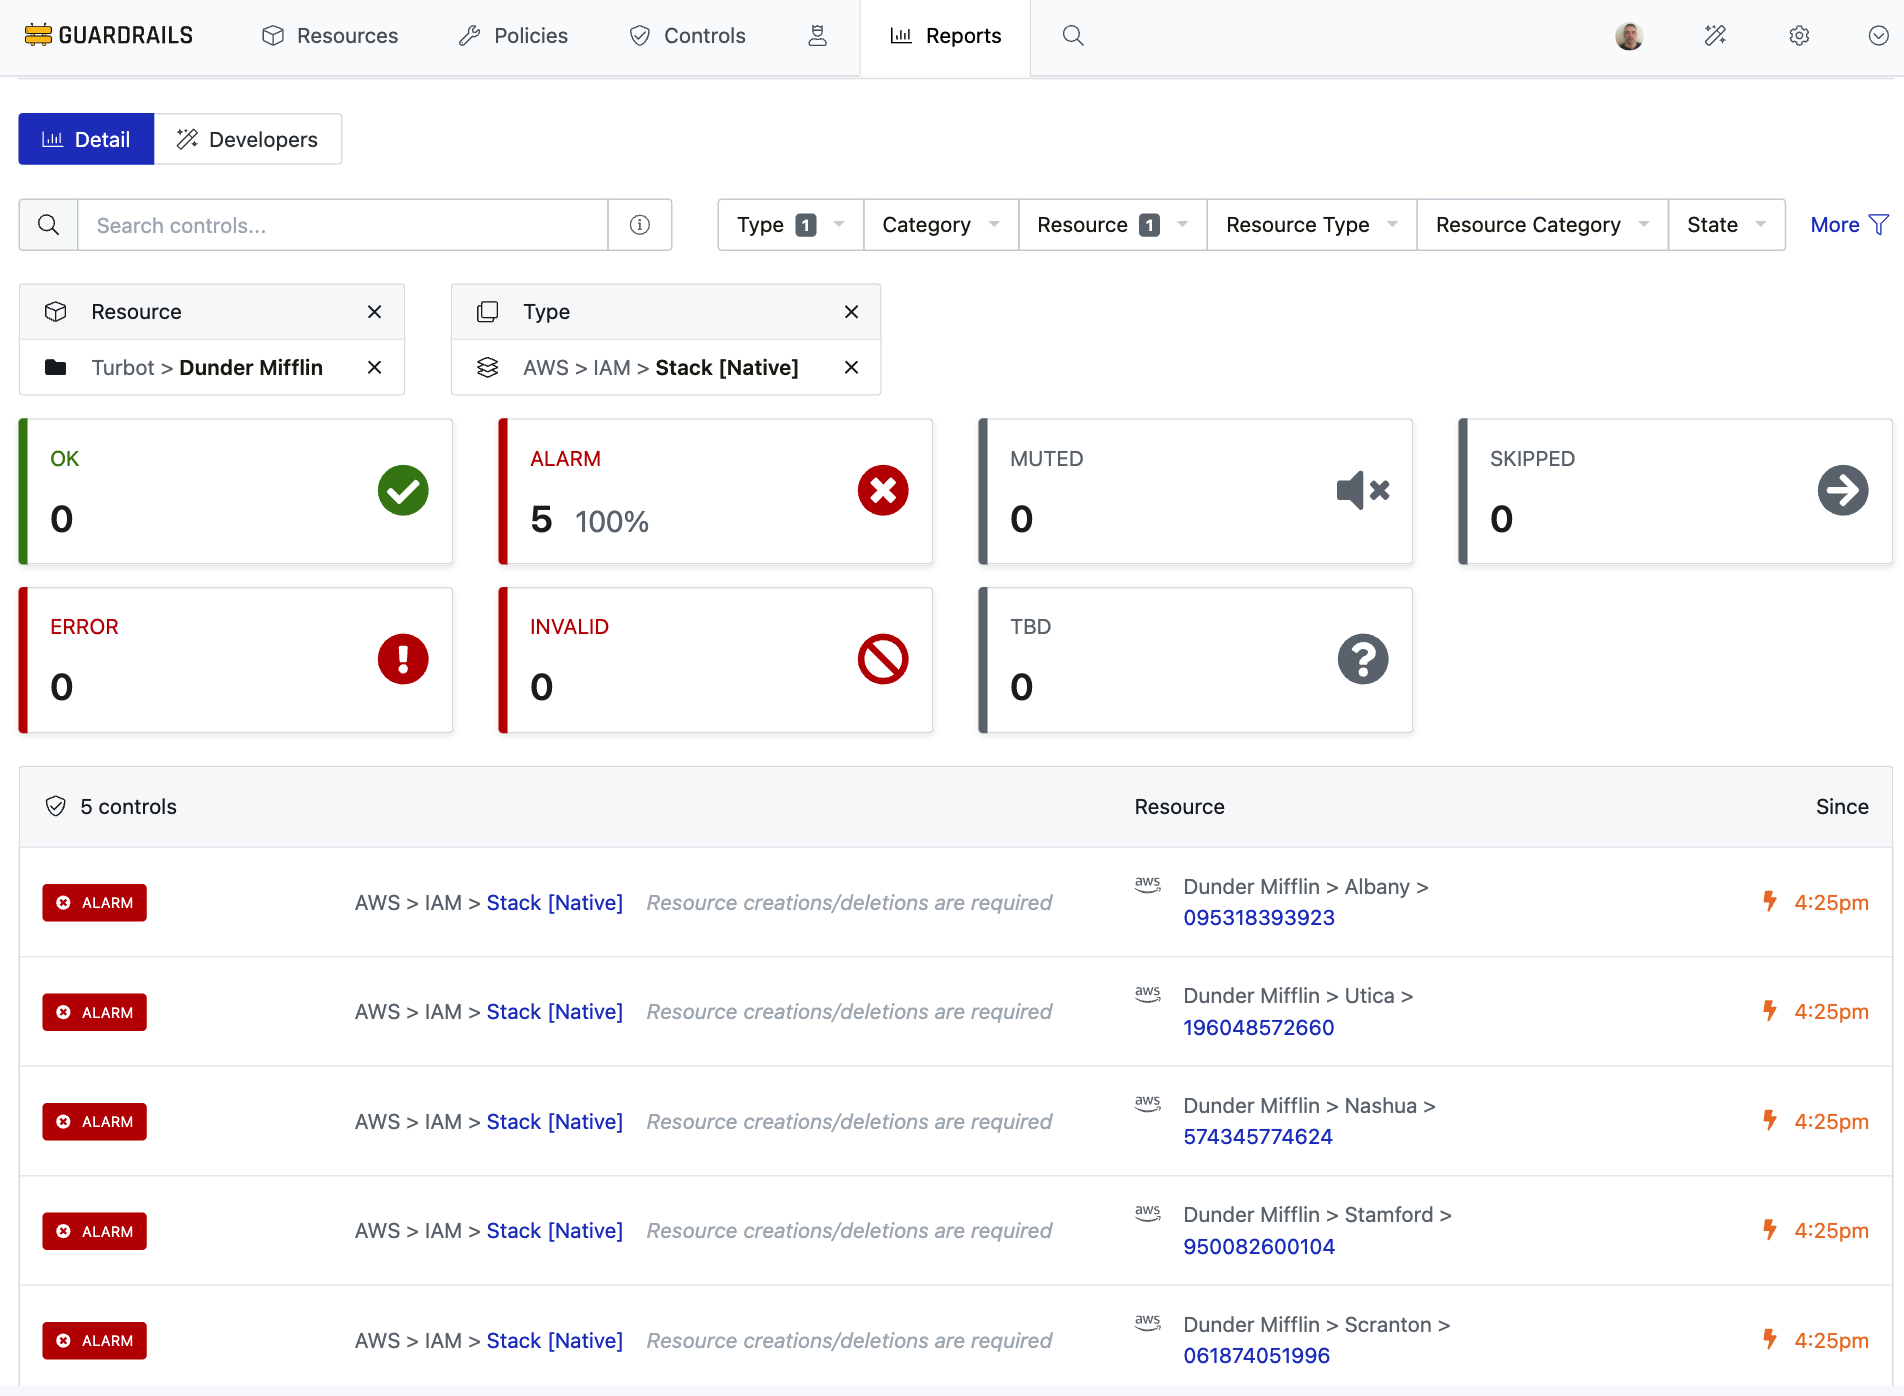 GUARDRAILS Resources Policies Controls Reports
Detail Developers
Search controls... Type 1 Category Resource 1 Resource Type Resource Category State More
Resource Type
Turbot > Dunder Mifflin AWS > IAM > Stack [Native]
OK ALARM MUTED SKIPPED
0 5 100% 0 0
ERROR INVALID TBD
0 0 0
5 controls Resource Since
ALARM AWS > IAM > Stack [Native] Resource creations/deletions are required aws Dunder Mifflin > Albany > 4:25pm
095318393923
ALARM AWS > IAM > Stack [Native] Resource creations/deletions are required aws Dunder Mifflin > Utica > 4:25pm
196048572660
ALARM AWS > IAM > Stack [Native] Resource creations/deletions are required aws Dunder Mifflin > Nashua > 4:25pm
574345774624
ALARM AWS > IAM > Stack [Native] Resource creations/deletions are required aws Dunder Mifflin > Stamford > 4:25pm
950082600104
ALARM AWS > IAM > Stack [Native] Resource creations/deletions are required aws Dunder Mifflin > Scranton > 4:25pm
061874051996